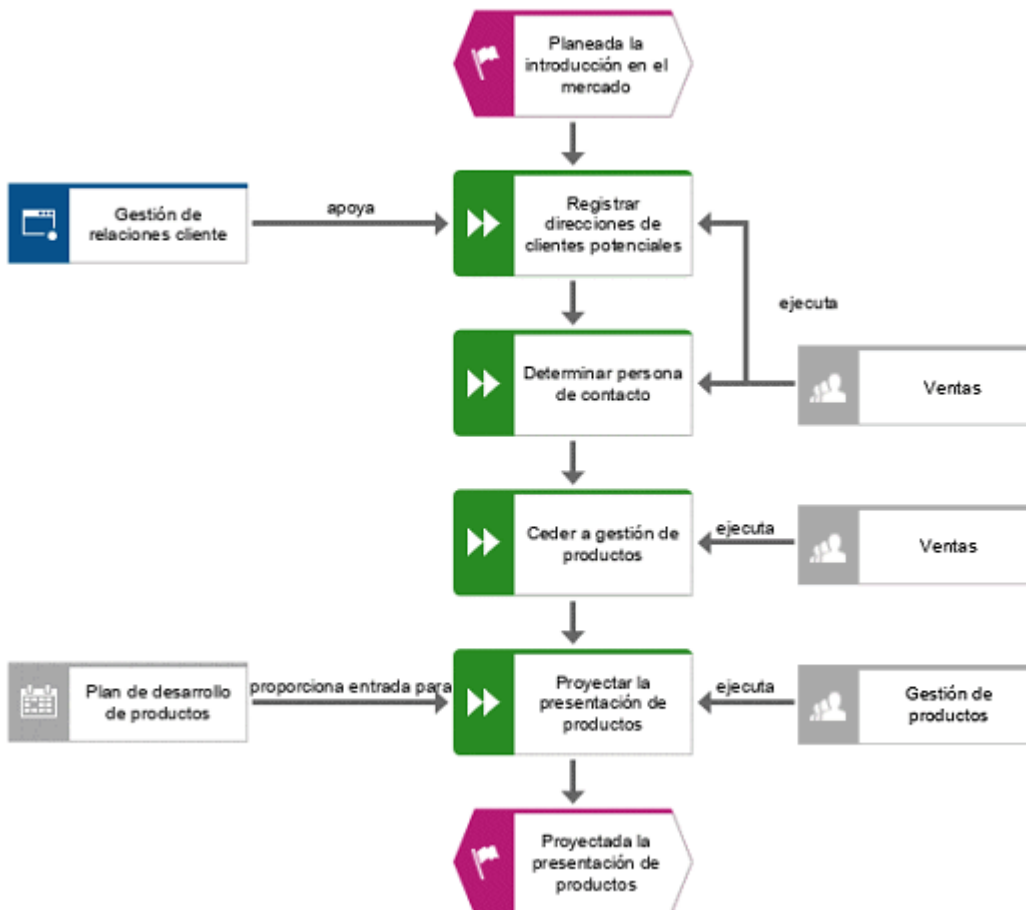 Planeada la
introducción en el
mercado
Gestión de
relaciones cliente
apoya
Registrar
direcciones de
clientes potenciales
ejecuta
Determinar persona
de contacto
Ventas
Ceder a gestión de
productos
ejecuta
Ventas
Plan de desarrollo
de productos
proporciona entrada para
Proyectar la
presentación de
productos
ejecuta
Gestión de
productos
Proyectada la
presentación de
productos